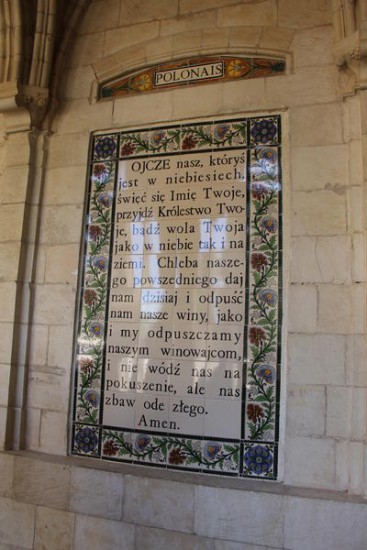 POLONAIS
OJCZE nasz, któryś
jest w niebiesiech,
święć się Imię Twoje,
przyjdź Królestwo Two-
je, bądź wola Twoja
jako w niebie tak i na
ziemi. Chleba nasze-
go powszedniego daj
nam dzisiaj i odpuść
nam nasze winy, jako
i my odpuszczamy
naszym winowajcom,
i nie wódź nas na
pokuszenie, ale nas
zbaw ode złego.
Amen.